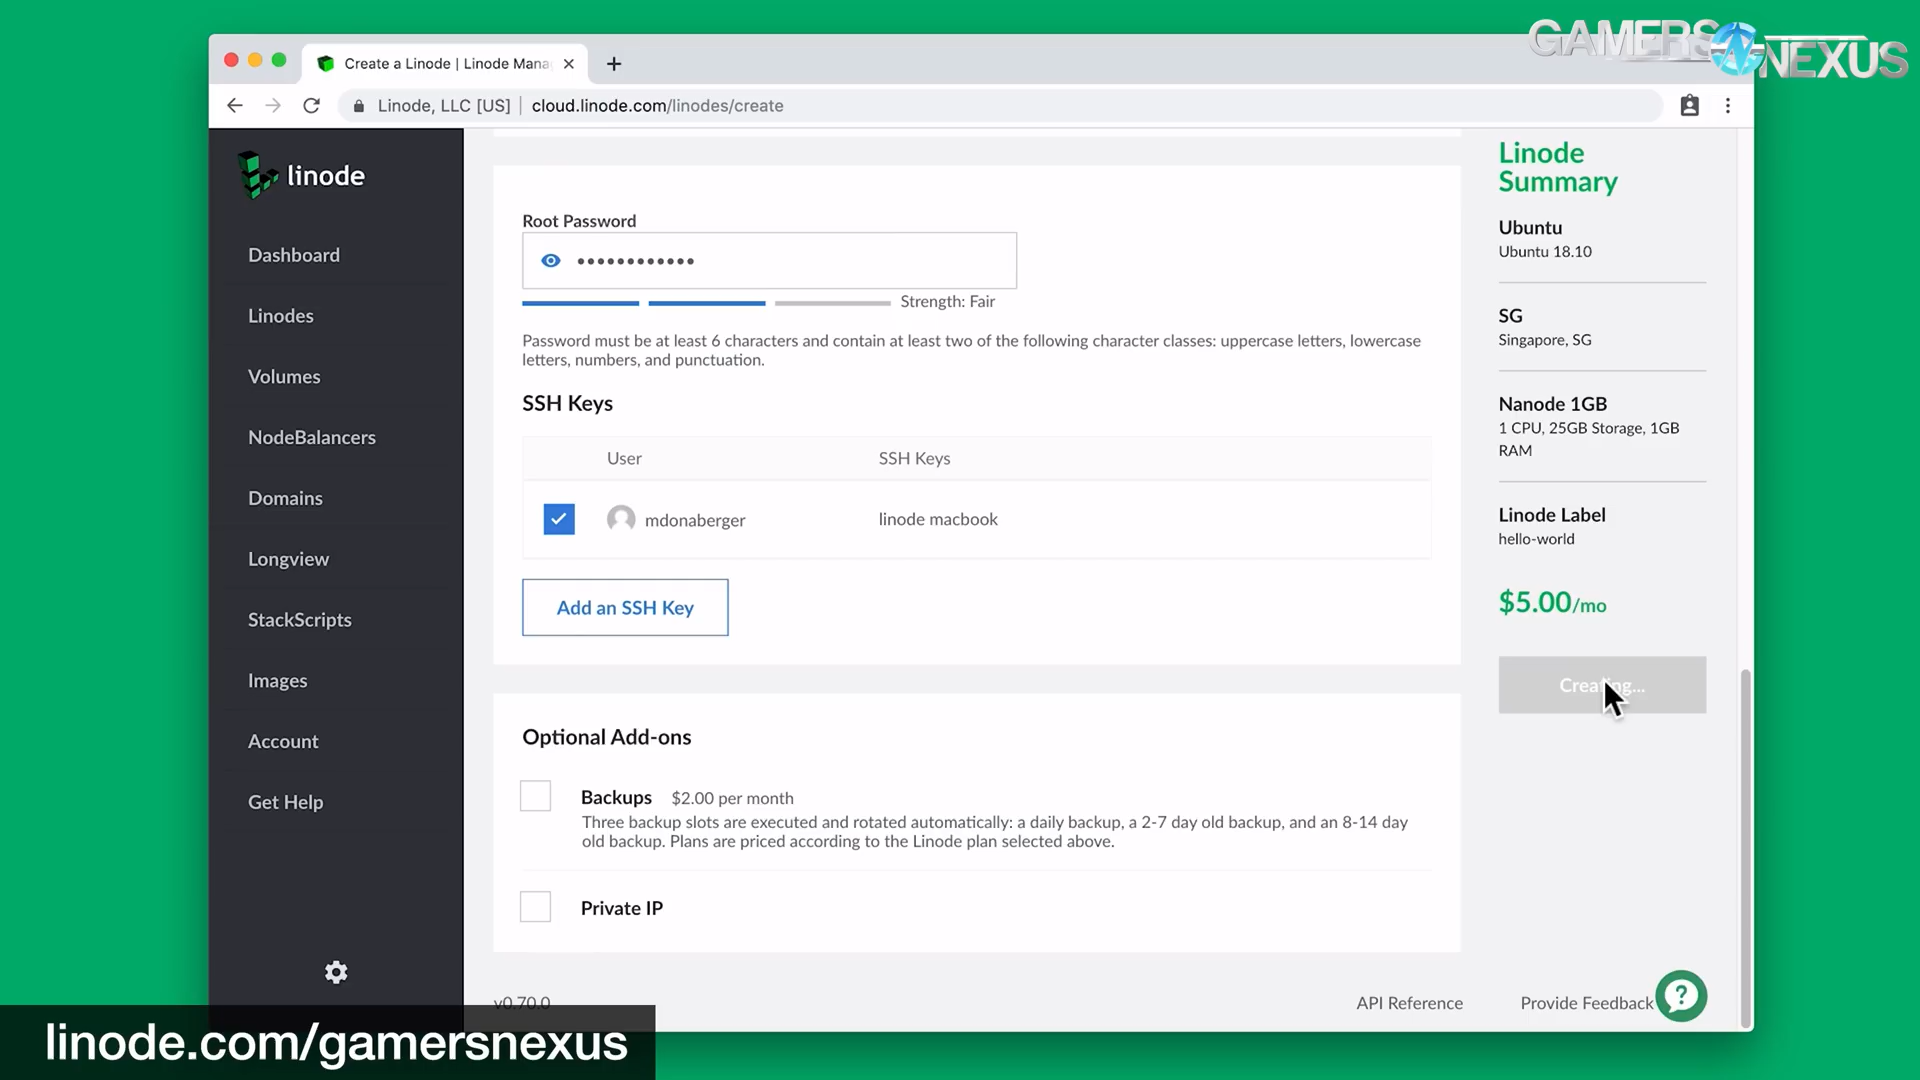 GAMERS NEXUS
Create a Linode | Linode Mana
Linode, LLC [US] | cloud.linode.com/linodes/create
linode
Dashboard
Linodes
Volumes
NodeBalancers
Domains
Longview
StackScripts
Images
Account
Get Help
Root Password
••••••••••••
Strength: Fair
Password must be at least 6 characters and contain at least two of the following character classes: uppercase letters, lowercase
letters, numbers, and punctuation.
SSH Keys
User SSH Keys
mdonaberger linode macbook
Add an SSH Key
Optional Add-ons
Backups $2.00 per month
Three backup slots are executed and rotated automatically: a daily backup, a 2-7 day old backup, and an 8-14 day
old backup. Plans are priced according to the Linode plan selected above.
Private IP
v0.70.0
API Reference
Provide Feedback
Linode
Summary
Ubuntu
Ubuntu 18.10
SG
Singapore, SG
Nanode 1GB
1 CPU, 25GB Storage, 1GB
RAM
Linode Label
hello-world
$5.00/mo
Creating...
linode.com/gamersnexus